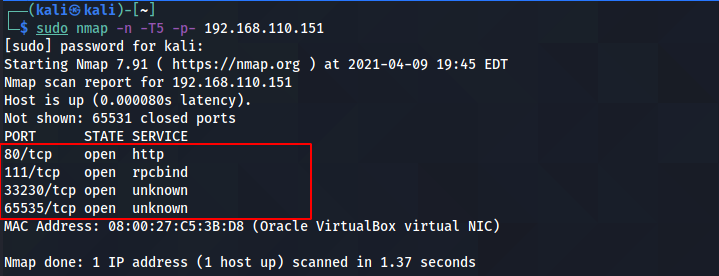 ┌──(kali㉿kali)-[~]
└─$ sudo nmap -n -T5 -p- 192.168.110.151
[sudo] password for kali:
Starting Nmap 7.91 ( https://nmap.org ) at 2021-04-09 19:45 EDT
Nmap scan report for 192.168.110.151
Host is up (0.000080s latency).
Not shown: 65531 closed ports
PORT      STATE SERVICE
80/tcp    open  http
111/tcp   open  rpcbind
33230/tcp open  unknown
65535/tcp open  unknown
MAC Address: 08:00:27:C5:3B:D8 (Oracle VirtualBox virtual NIC)
Nmap done: 1 IP address (1 host up) scanned in 1.37 seconds